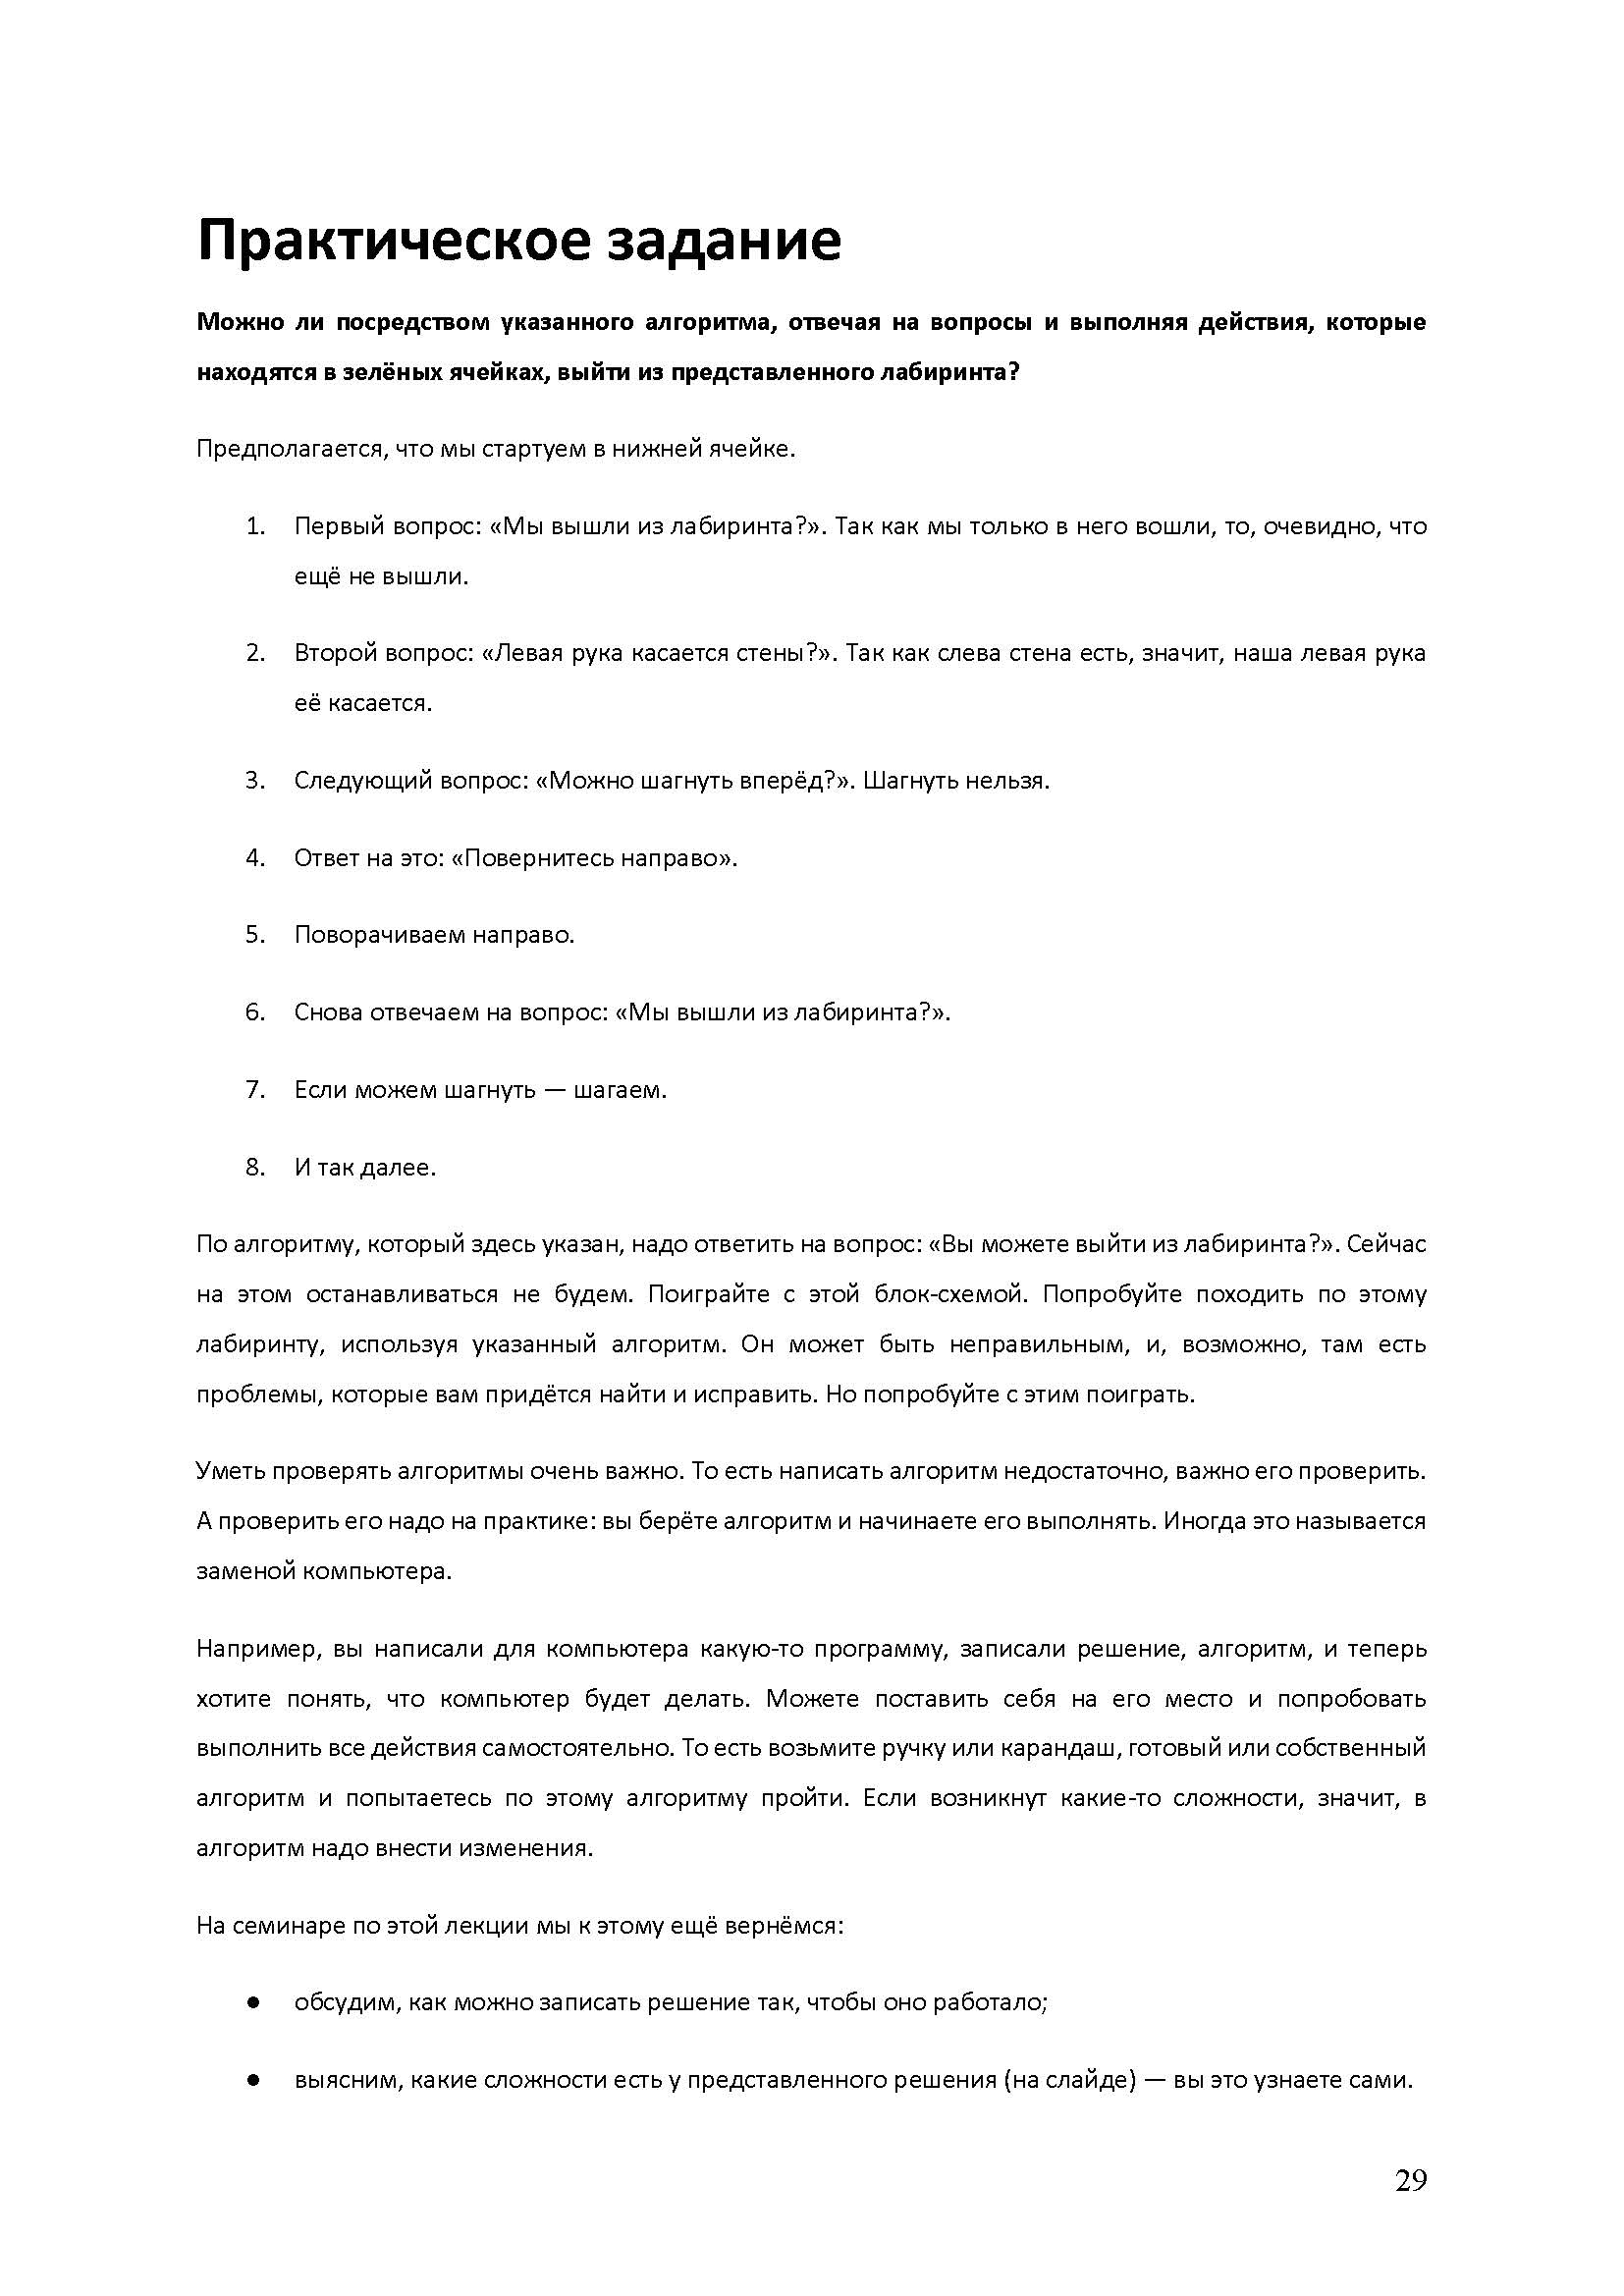 Практическое задание
Можно ли посредством указанного алгоритма, отвечая на вопросы и выполняя действия, которые
находятся в зелёных ячейках, выйти из представленного лабиринта?
Предполагается, что мы стартуем в нижней ячейке.
1. Первый вопрос: «Мы вышли из лабиринта?». Так как мы только в него вошли, то, очевидно, что
ещё не вышли.
2. Второй вопрос: «Левая рука касается стены?». Так как слева стена есть, значит, наша левая рука
её касается.
3. Следующий вопрос: «Можно шагнуть вперёд?». Шагнуть нельзя.
4. Ответ на это: «Повернитесь направо».
5. Поворачиваем направо.
6. Снова отвечаем на вопрос: «Мы вышли из лабиринта?».
7. Если можем шагнуть — шагаем.
8. И так далее.
По алгоритму, который здесь указан, надо ответить на вопрос: «Вы можете выйти из лабиринта?». Сейчас
на этом останавливаться не будем. Поиграйте с этой блок-схемой. Попробуйте походить по этому
лабиринту, используя указанный алгоритм. Он может быть неправильным, и, возможно, там есть
проблемы, которые вам придётся найти и исправить. Но попробуйте с этим поиграть.
Уметь проверять алгоритмы очень важно. То есть написать алгоритм недостаточно, важно его проверить.
А проверить его надо на практике: вы берёте алгоритм и начинаете его выполнять. Иногда это называется
заменой компьютера.
Например, вы написали для компьютера какую-то программу, записали решение, алгоритм, и теперь
хотите понять, что компьютер будет делать. Можете поставить себя на его место и попробовать
выполнить все действия самостоятельно. То есть возьмите ручку или карандаш, готовый или собственный
алгоритм и попытаетесь по этому алгоритму пройти. Если возникнут какие-то сложности, значит, в
алгоритм надо внести изменения.
На семинаре по этой лекции мы к этому ещё вернёмся:
● обсудим, как можно записать решение так, чтобы оно работало;
● выясним, какие сложности есть у представленного решения (на слайде) — вы это узнаете сами.
29